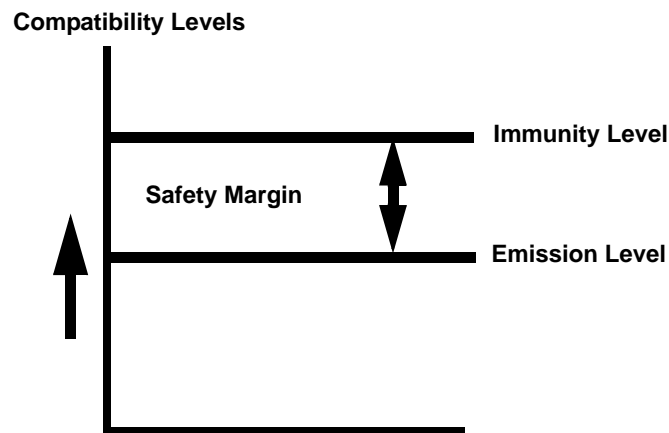 Compatibility Levels
Immunity Level
Safety Margin
Emission Level